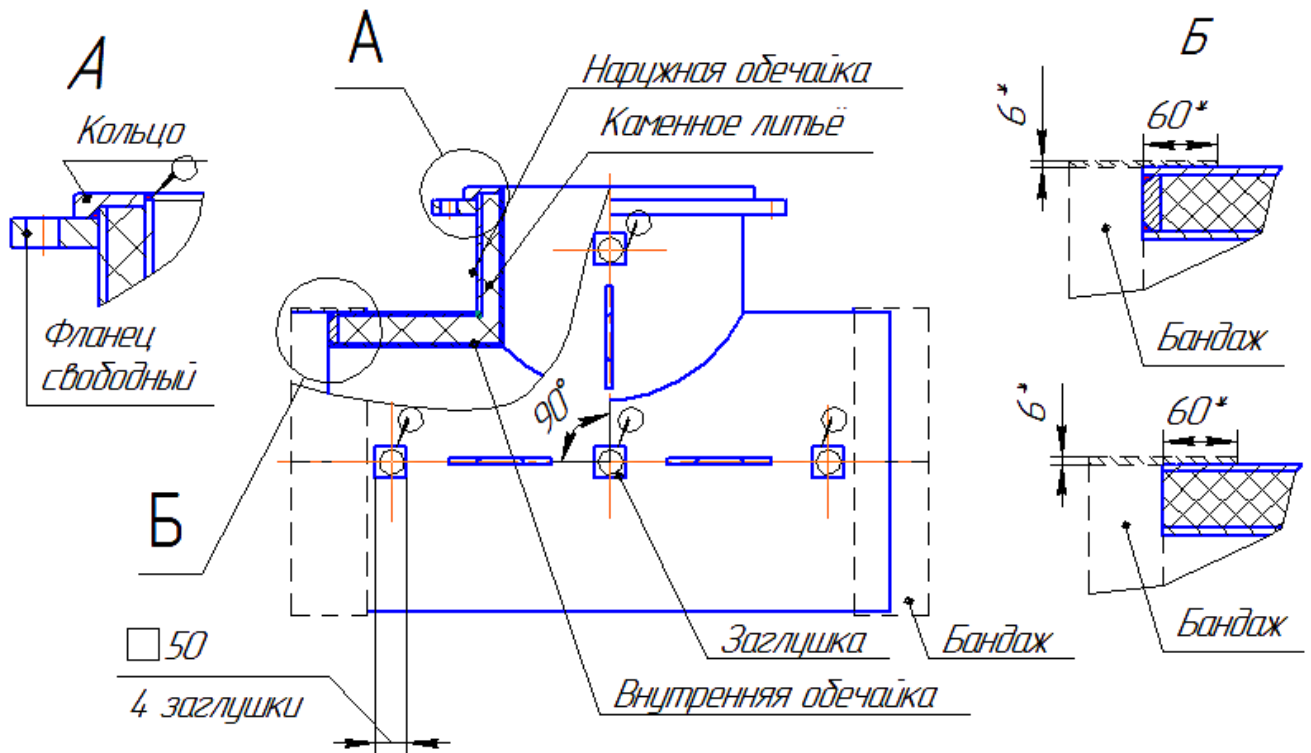 А
Кольцо
Фланец
свободный
А
Наружная обечайка
Каменное литьё
90°
Б
□50
4 заглушки
Заглушка
Внутренняя обечайка
Бандаж
Б
6*
60*
Бандаж
6*
60*
Бандаж